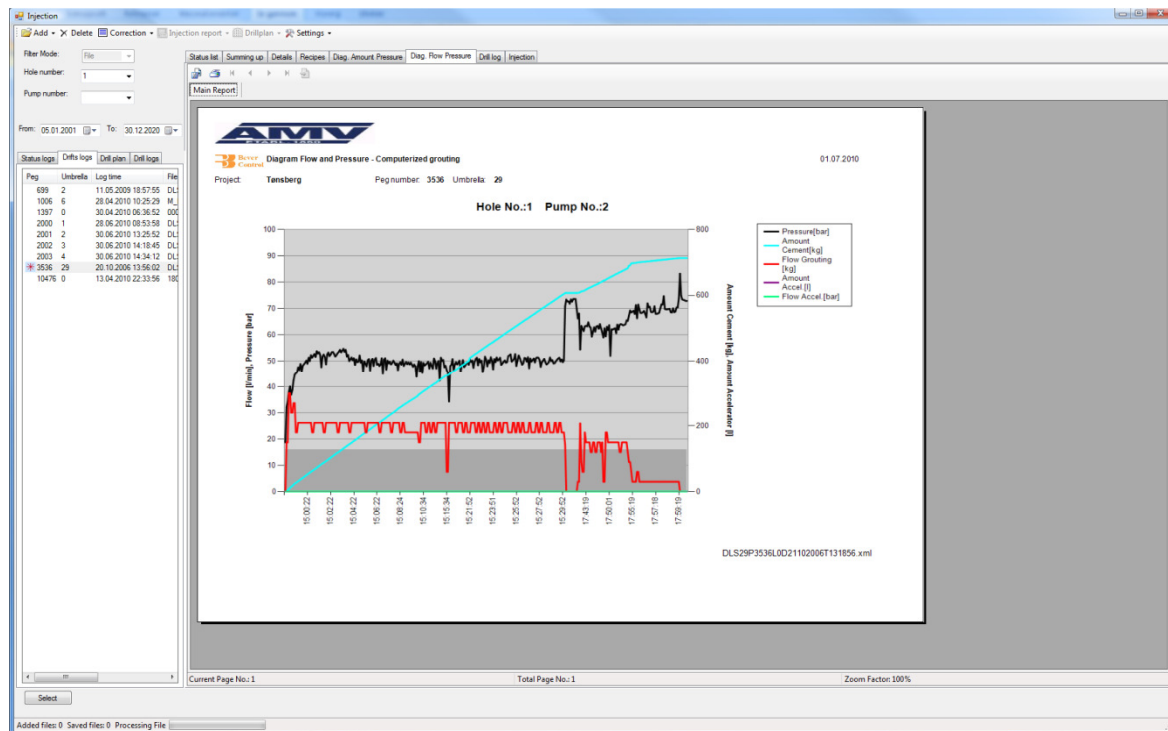 Injection
Add Delete Correction Injection report Drillplan Settings
Filter Mode: File
Hole number: 1
Pump number:
From: 05.01.2001 To: 30.12.2020
Status logs Drifts logs Drill plan Drill logs
Peg Umbrella Log time File
699 2 11.05.2009 18:57:55 DLS
1006 6 28.04.2010 10:25:29 M_
1397 0 30.04.2010 06:36:52 000
2000 1 28.06.2010 08:53:58 DLS
2001 2 30.06.2010 13:25:52 DLS
2002 3 30.06.2010 14:18:45 DLS
2003 4 30.06.2010 14:34:12 DLS
3536 29 20.10.2006 13:56:02 DLS
10476 0 13.04.2010 22:33:56 180
Select
Status list Summing up Details Recipes Diag. Amount Pressure Diag. Flow Pressure Drill log Injection
Main Report
AMV
ETABL. 1860
Bever Control
Diagram Flow and Pressure - Computerized grouting 01.07.2010
Project: Tønsberg Peg number: 3536 Umbrella: 29
Hole No.:1 Pump No.:2
Flow [l/min], Pressure [bar]
100
90
80
70
60
50
40
30
20
10
0
800
600
400
200
0
Amount Cement [kg], Amount Accelerator [l]
15:00:22 15:02:22 15:04:22 15:06:22 15:08:24 15:10:34 15:15:34 15:21:52 15:23:51 15:25:52 15:27:52 15:29:52 17:43:19 17:50:01 17:55:19 17:57:18 17:59:19
Pressure[bar]
Amount
Cement[kg]
Flow Grouting
[kg]
Amount
Accel.[l]
Flow Accel.[bar]
DLS29P3536L0D21102006T131856.xml
Current Page No.: 1 Total Page No.: 1 Zoom Factor: 100%
Added files: 0 Saved files: 0 Processing File